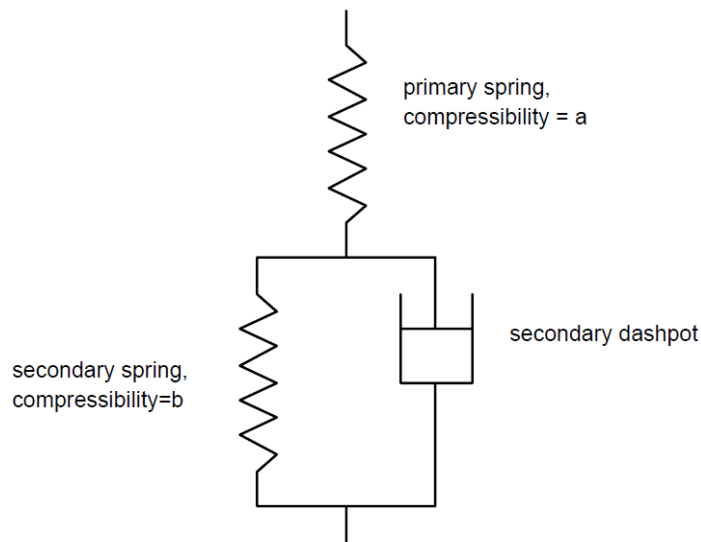 primary spring,
compressibility = a
secondary dashpot
secondary spring,
compressibility=b